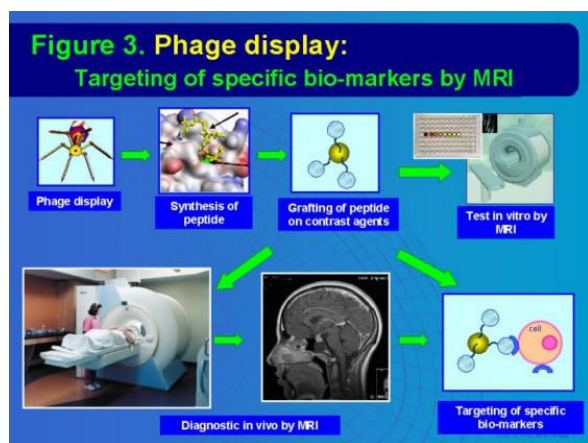 Figure 3. Phage display:
Targeting of specific bio-markers by MRI
Phage display
Synthesis of
peptide
Grafting of peptide
on contrast agents
Test in vitro by
MRI
cell
Diagnostic in vivo by MRI
Targeting of specific
bio-markers